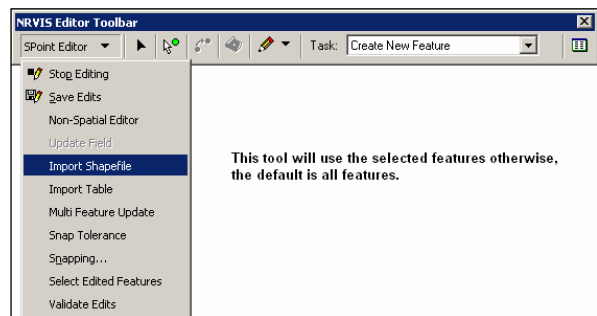 NRVIS Editor Toolbar
SPoint Editor Task: Create New Feature
Stop Editing
Save Edits
Non-Spatial Editor
Update Field
Import Shapefile
Import Table
Multi Feature Update
Snap Tolerance
Snapping...
Select Edited Features
Validate Edits
This tool will use the selected features otherwise,
the default is all features.